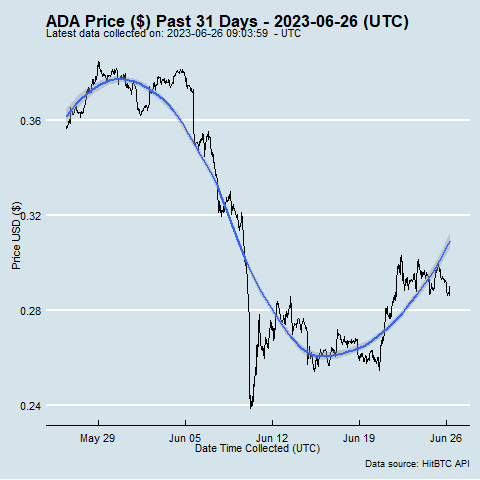 ADA Price ($) Past 31 Days - 2023-06-26 (UTC)
Latest data collected on: 2023-06-26 09:03:59 - UTC
Price USD ($)
0.36
0.32
0.28
0.24
May 29
Jun 05
Jun 12
Jun 19
Jun 26
Date Time Collected (UTC)
Data source: HitBTC API